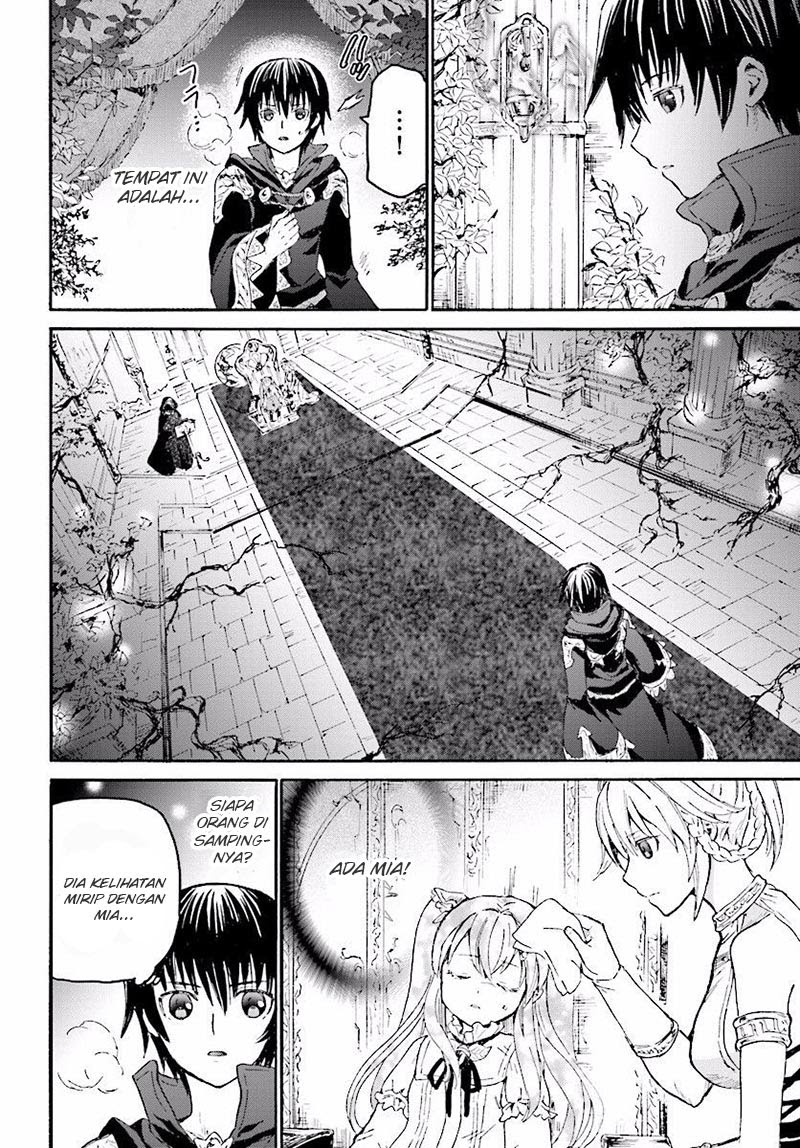 ...!
TEMPAT INI
ADALAH...
ADA MIA!
SIAPA
ORANG DI
SAMPING-
NYA?
DIA KELIHATAN
MIRIP DENGAN
MIA...